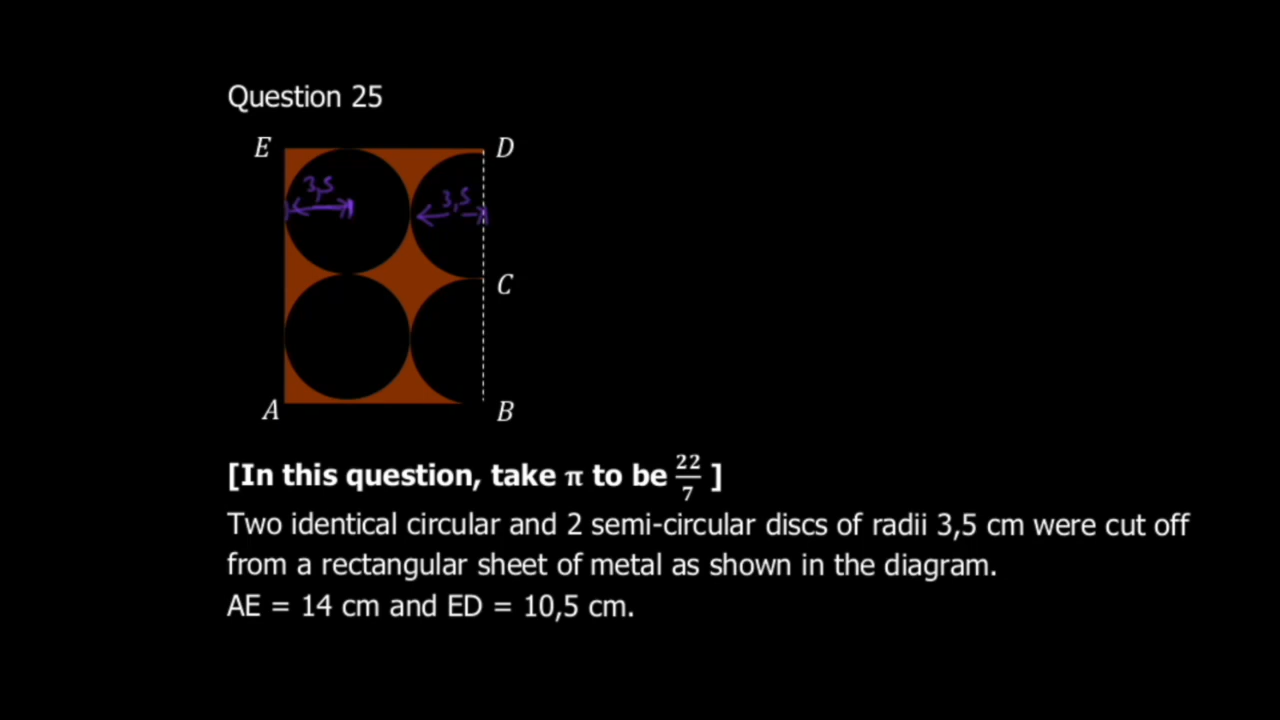 Question 25
E
D
3,5
3,5
C
A
B
[In this question, take π to be 22/7 ]
Two identical circular and 2 semi-circular discs of radii 3,5 cm were cut off
from a rectangular sheet of metal as shown in the diagram.
AE = 14 cm and ED = 10,5 cm.